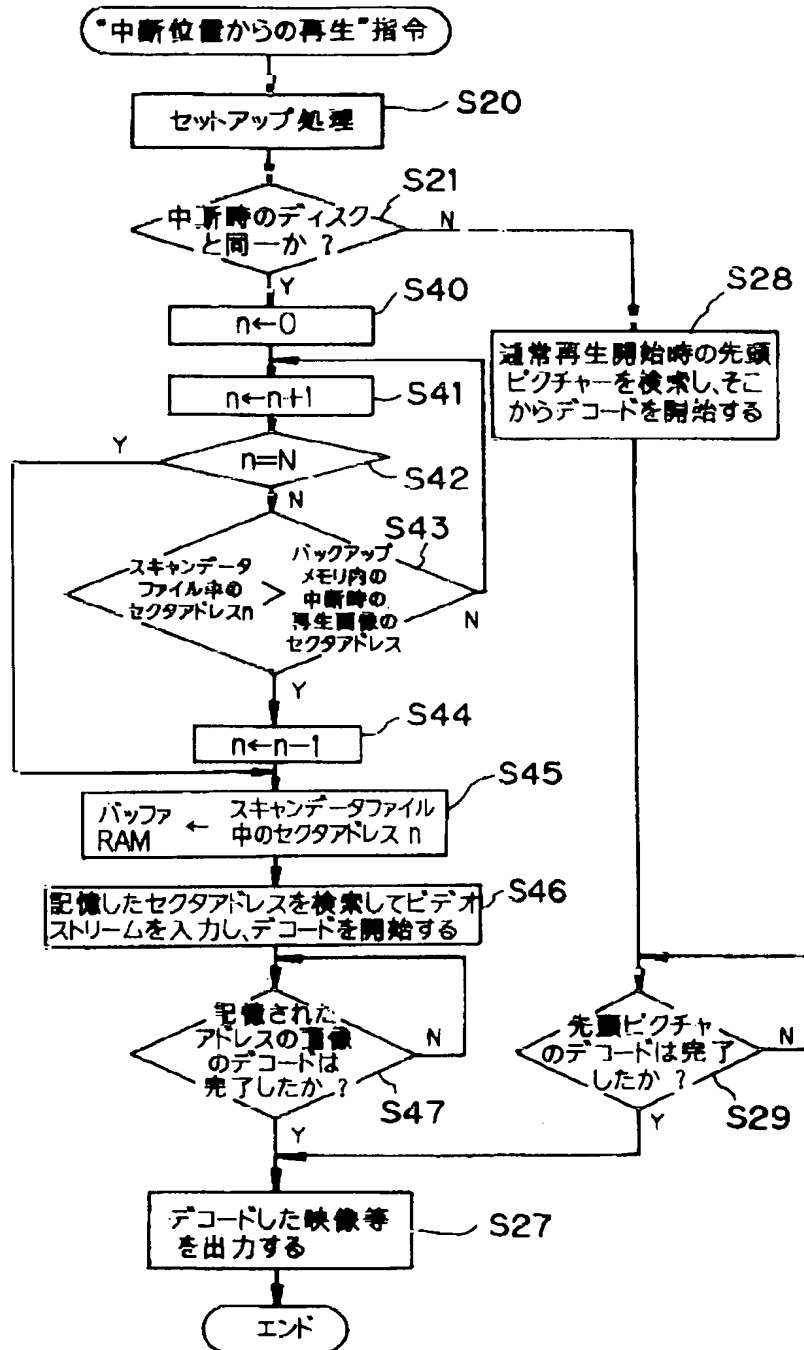 "中断位置からの再生"指令
セットアップ処理
S20
中断時のディスク
と同一か ?
S21
N
Y
n←0
S40
n←n+1
S41
n=N
S42
Y
N
スキャンデータ
ファイル中の
セクタアドレスn
>
バックアップ
メモリ内の
中断時の
再生画像の
セクタアドレス
S43
N
Y
n←n−1
S44
バッファ
RAM
←
スキャンデータファイル
中のセクタアドレス n
S45
記憶したセクタアドレスを検索してビデオ
ストリームを入力し、デコードを開始する
S46
記憶された
アドレスの画像
のデコードは
完了したか ?
S47
N
Y
通常再生開始時の先頭
ピクチャーを検索し、そこ
からデコードを開始する
S28
先頭ピクチャ
のデコードは完了
したか ?
S29
N
Y
デコードした映像等
を出力する
S27
エンド